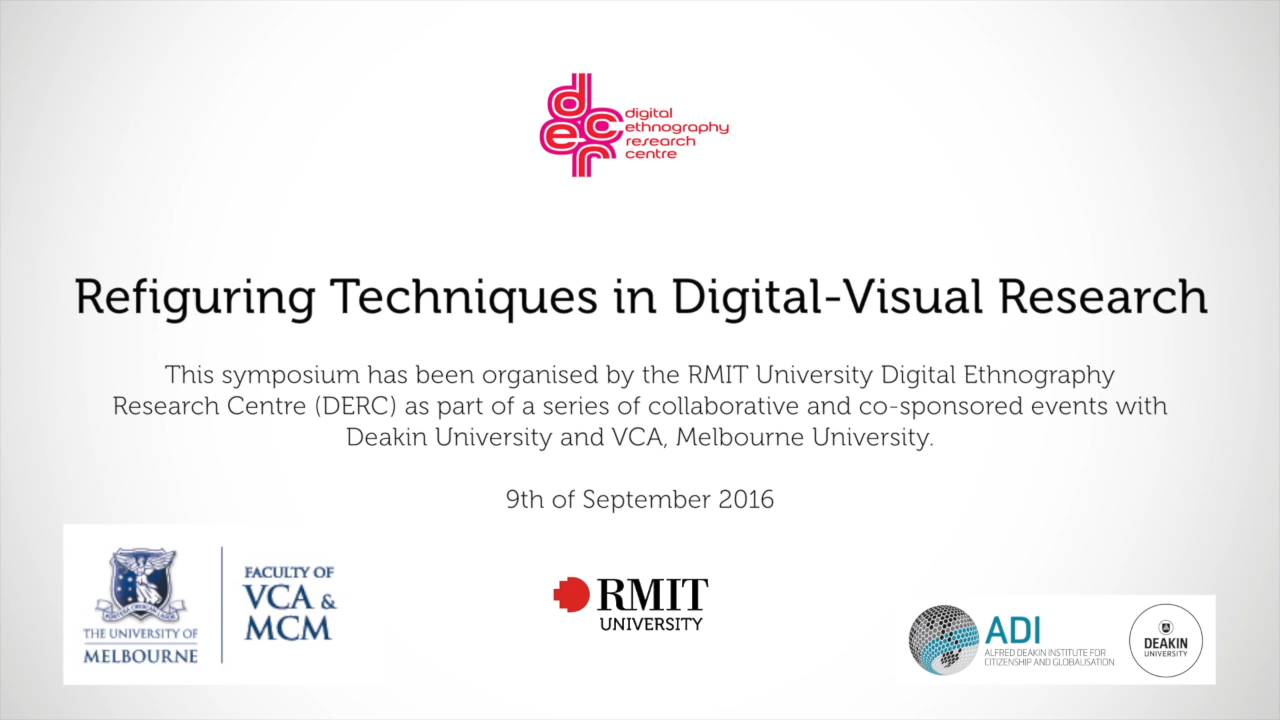 digital
ethnography
research
centre
Refiguring Techniques in Digital-Visual Research
This symposium has been organised by the RMIT University Digital Ethnography
Research Centre (DERC) as part of a series of collaborative and co-sponsored events with
Deakin University and VCA, Melbourne University.
9th of September 2016
THE UNIVERSITY OF
MELBOURNE
FACULTY OF
VCA &
MCM
RMIT
UNIVERSITY
ADI
ALFRED DEAKIN INSTITUTE FOR
CITIZENSHIP AND GLOBALISATION
DEAKIN
UNIVERSITY